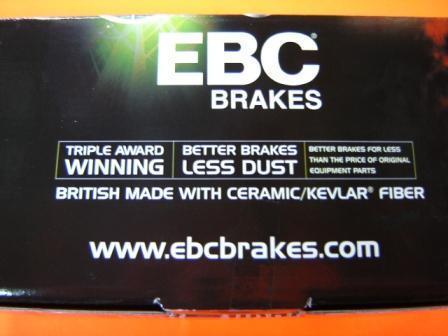 EBC
BRAKES
TRIPLE AWARD
WINNING
BETTER BRAKES
LESS DUST
BETTER BRAKES FOR LESS
THAN THE PRICE OF ORIGINAL
EQUIPMENT PARTS
BRITISH MADE WITH CERAMIC/KEVLAR® FIBER
www.ebcbrakes.com